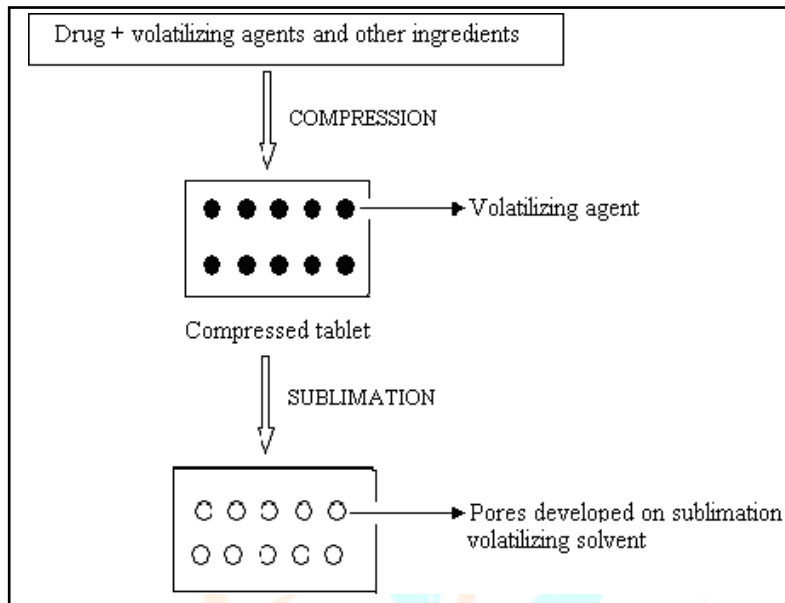 Drug + volatilizing agents and other ingredients
COMPRESSION
Volatilizing agent
Compressed tablet
SUBLIMATION
Pores developed on sublimation
volatilizing solvent